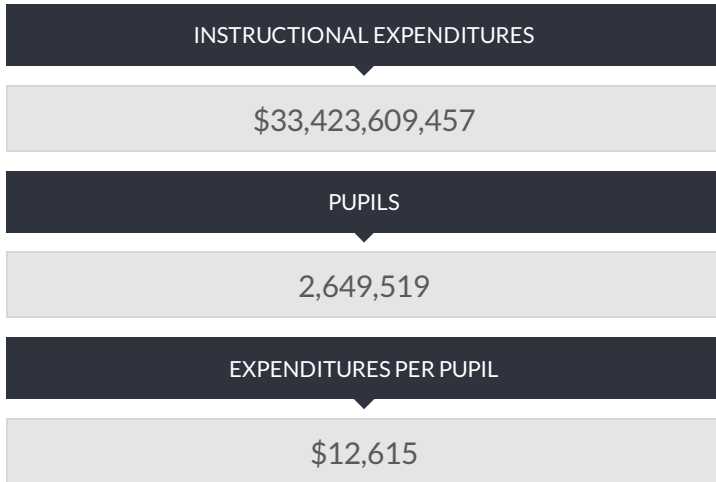 INSTRUCTIONAL EXPENDITURES
$33,423,609,457
PUPILS
2,649,519
EXPENDITURES PER PUPIL
$12,615